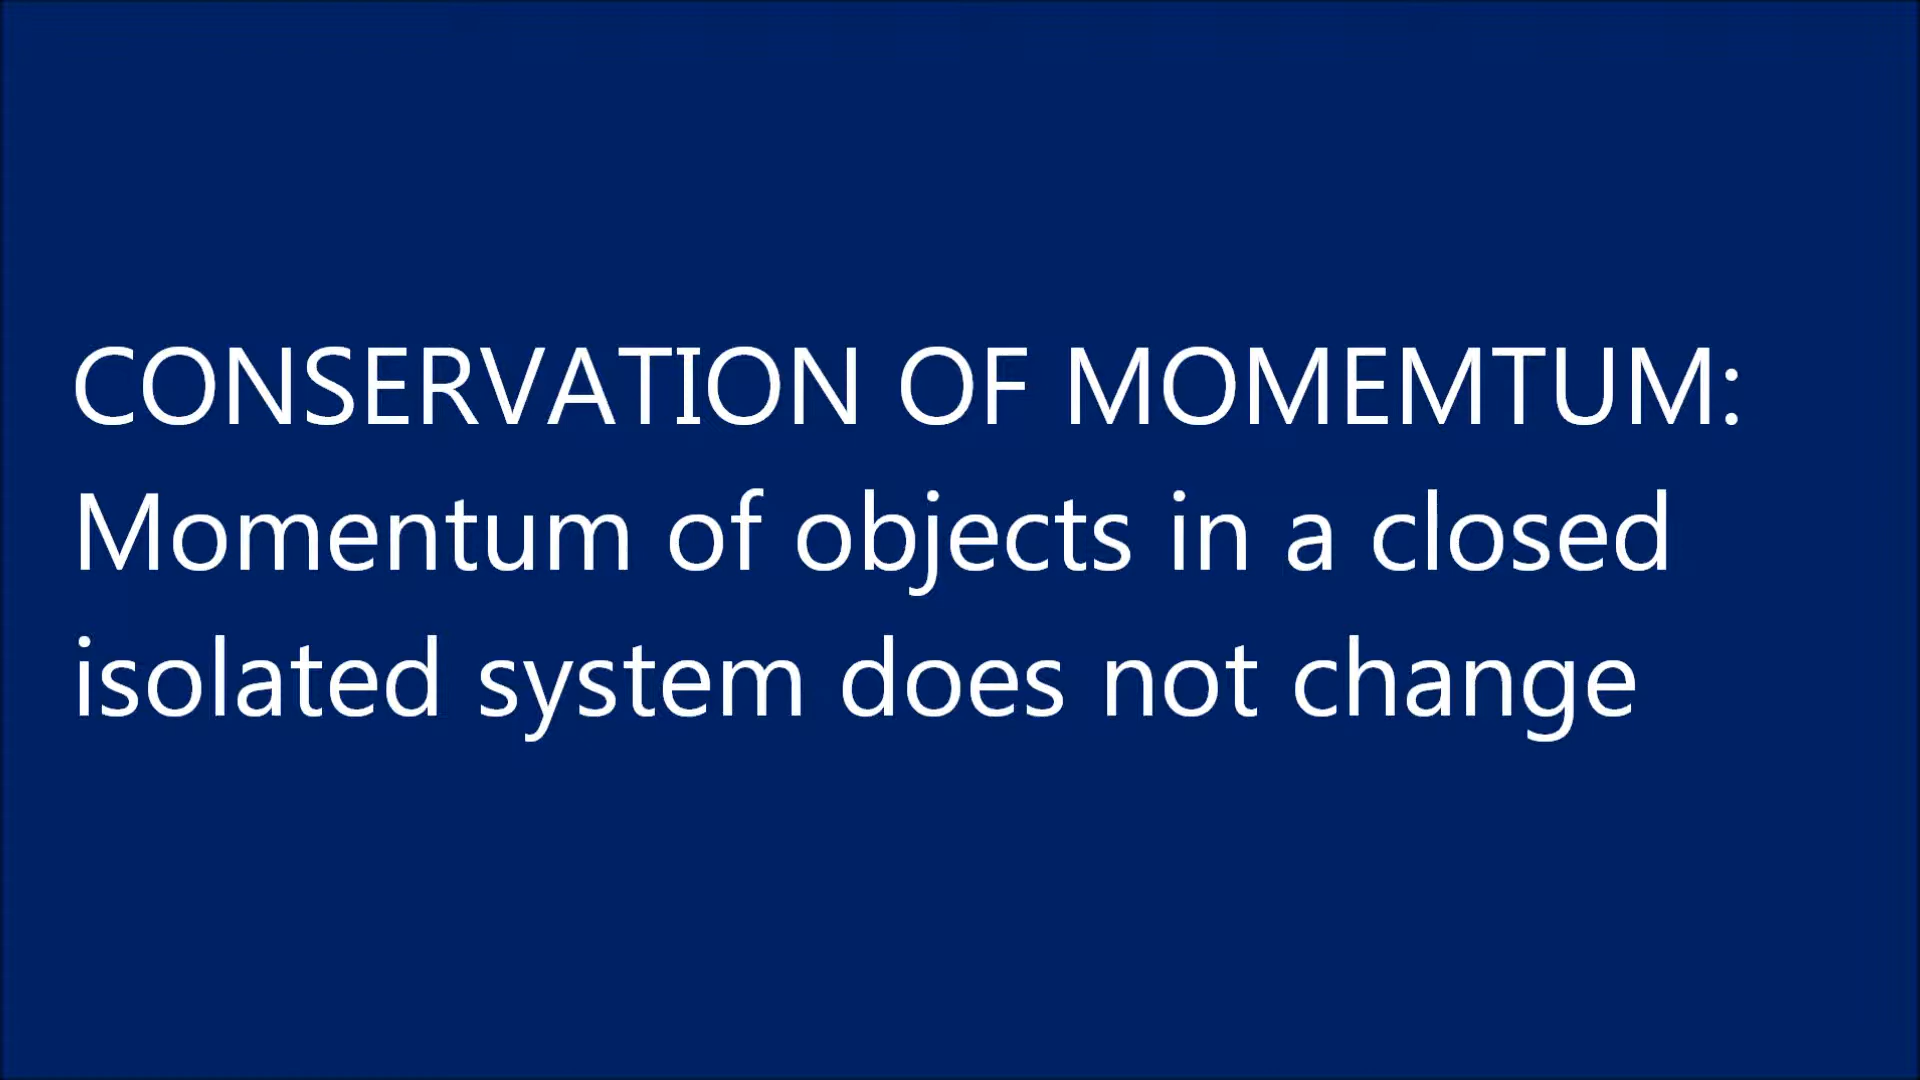 CONSERVATION OF MOMEMTUM:
Momentum of objects in a closed
isolated system does not change